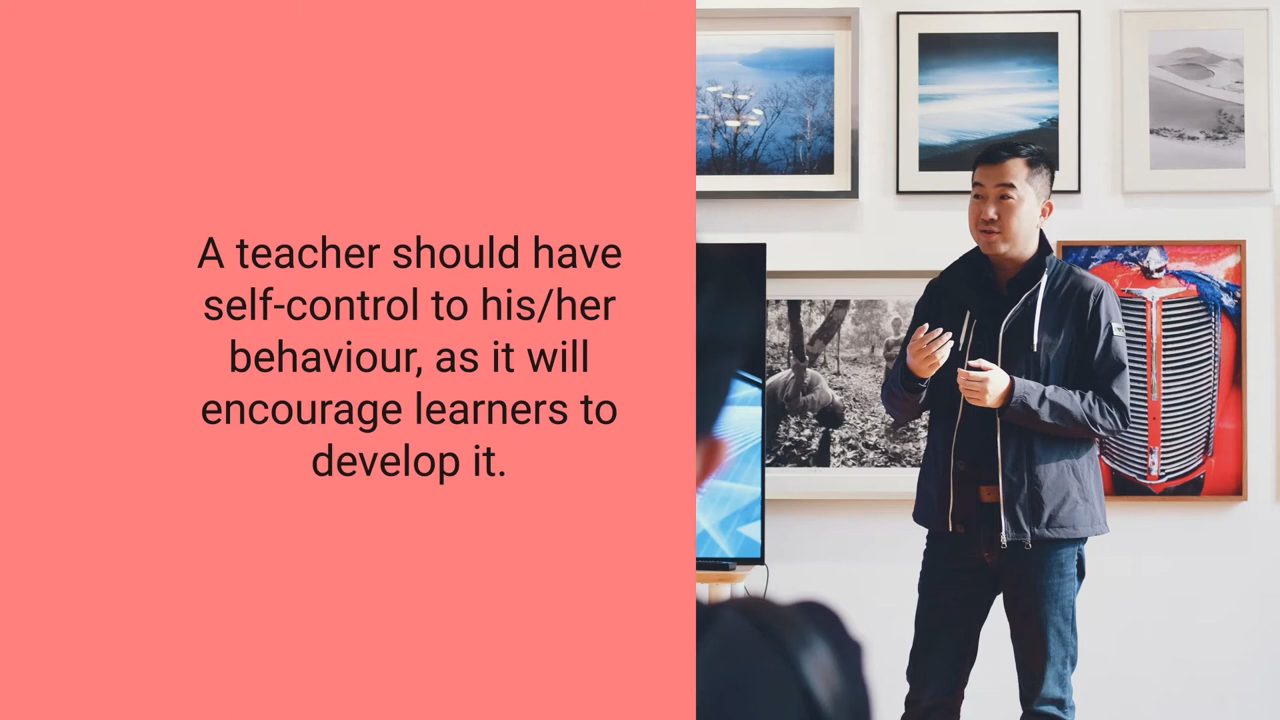 A teacher should have
self-control to his/her
behaviour, as it will
encourage learners to
develop it.